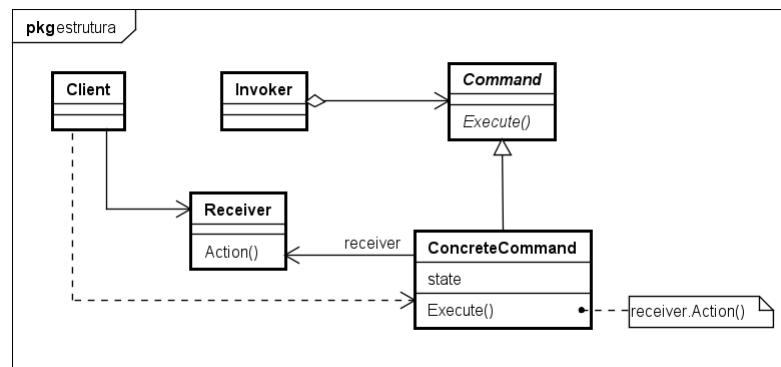 pkg estrutura
Client
Invoker
Command
Execute()
Receiver
Action()
receiver
ConcreteCommand
state
Execute()
receiver.Action()